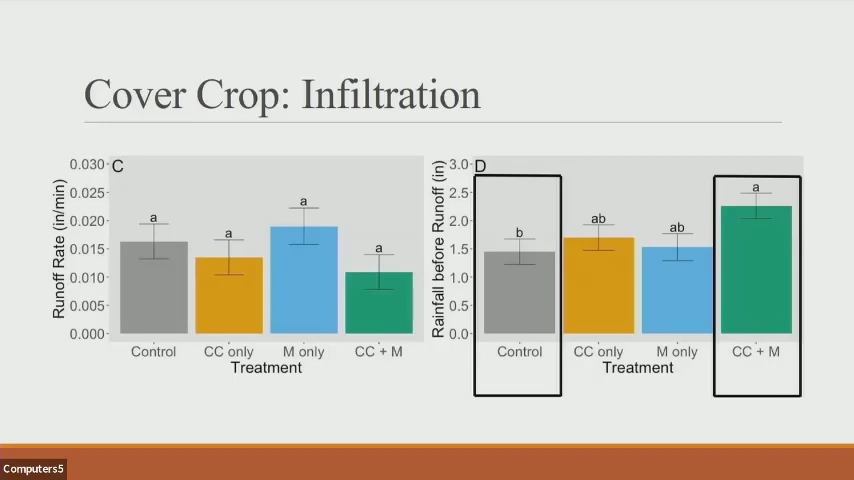 Cover Crop: Infiltration
C
Runoff Rate (in/min)
0.030
0.025
0.020
0.015
0.010
0.005
0.000
a
a
a
a
Control
CC only
M only
CC + M
Treatment
D
Rainfall before Runoff (in)
3.0
2.5
2.0
1.5
1.0
0.5
0.0
b
ab
ab
a
Control
CC only
M only
CC + M
Treatment
Computers5